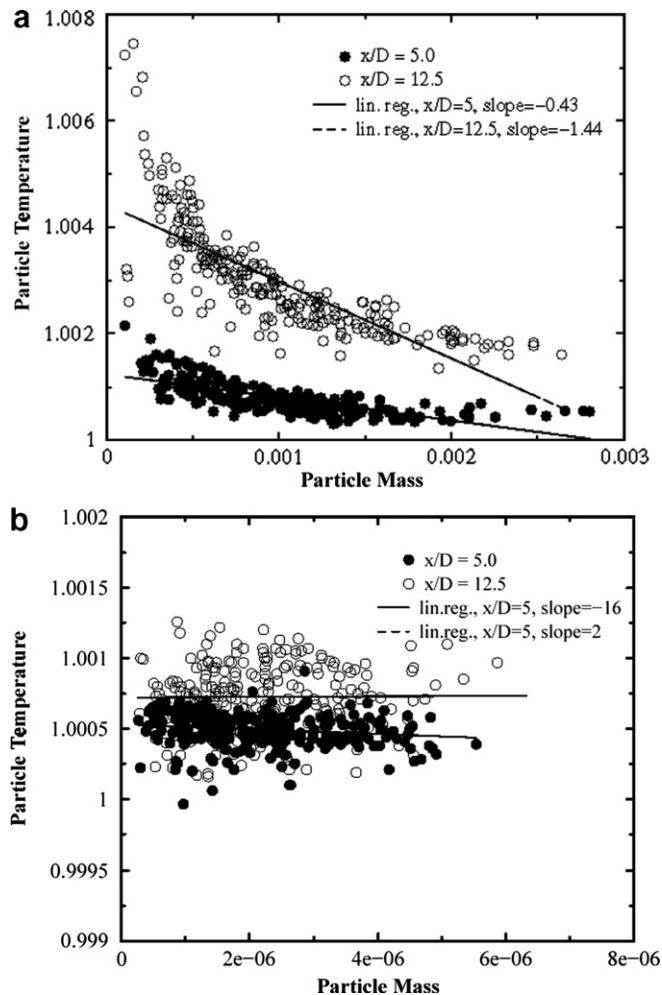 a
1.008
1.006
1.004
1.002
1
Particle Temperature
x/D = 5.0
x/D = 12.5
lin. reg., x/D=5, slope=−0.43
lin. reg., x/D=12.5, slope=−1.44
0
0.001
0.002
0.003
Particle Mass
b
1.002
1.0015
1.001
1.0005
1
0.9995
0.999
Particle Temperature
x/D = 5.0
x/D = 12.5
lin.reg., x/D=5, slope=−16
lin.reg., x/D=5, slope=2
0
2e−06
4e−06
6e−06
8e−06
Particle Mass